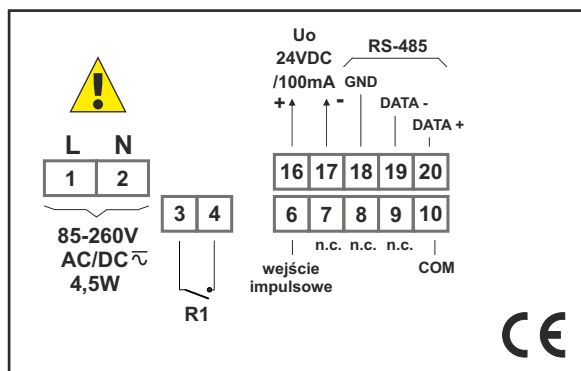 Uo
24VDC
/100mA
+ -
RS-485
GND
DATA -
DATA +
L N
1 2
85-260V
AC/DC
4,5W
3 4
R1
16 17 18 19 20
6 7 8 9 10
n.c. n.c. n.c.
wejście
impulsowe
COM
!
CE